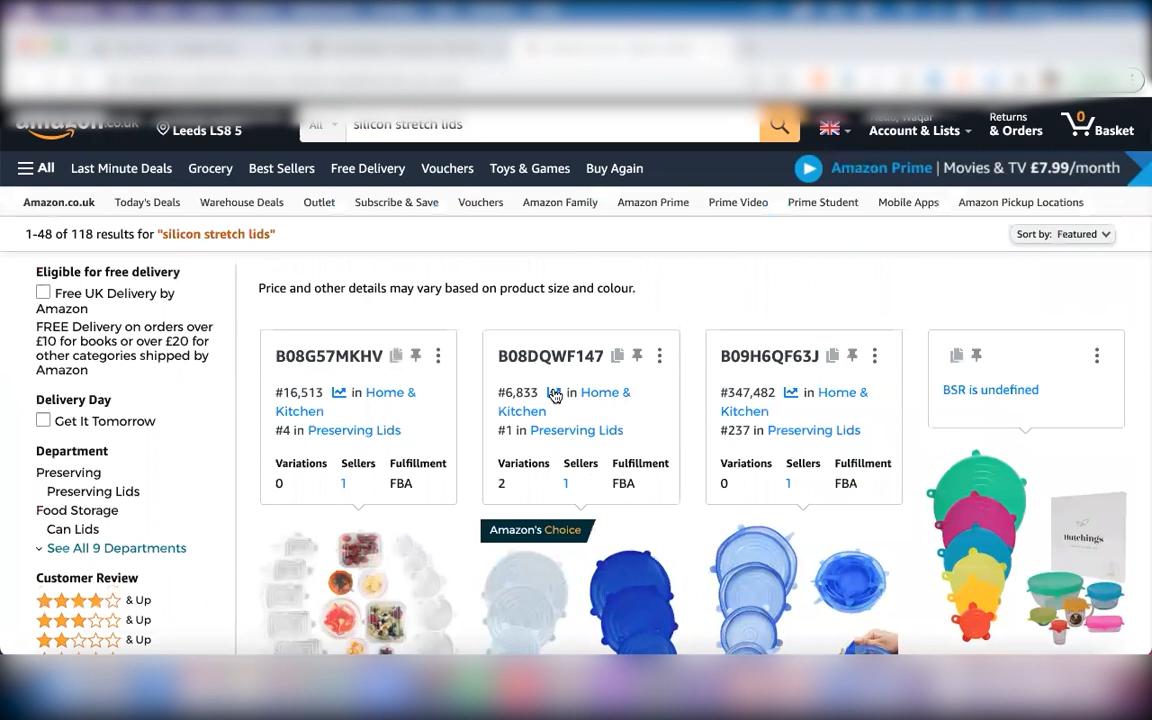 amazon.co.uk
Leeds LS8 5
All
silicon stretch lids
Hello, Waqar
Account & Lists
Returns
& Orders
0
Basket
All
Last Minute Deals
Grocery
Best Sellers
Free Delivery
Vouchers
Toys & Games
Buy Again
Amazon Prime | Movies & TV £7.99/month
Amazon.co.uk
Today's Deals
Warehouse Deals
Outlet
Subscribe & Save
Vouchers
Amazon Family
Amazon Prime
Prime Video
Prime Student
Mobile Apps
Amazon Pickup Locations
1-48 of 118 results for "silicon stretch lids"
Sort by: Featured
Eligible for free delivery
Free UK Delivery by
Amazon
FREE Delivery on orders over
£10 for books or over £20 for
other categories shipped by
Amazon
Delivery Day
Get It Tomorrow
Department
Preserving
Preserving Lids
Food Storage
Can Lids
See All 9 Departments
Customer Review
& Up
& Up
& Up
Price and other details may vary based on product size and colour.
B08G57MKHV
#16,513 in Home &
Kitchen
#4 in Preserving Lids
Variations Sellers Fulfillment
0 1 FBA
B08DQWF147
#6,833 in Home &
Kitchen
#1 in Preserving Lids
Variations Sellers Fulfillment
2 1 FBA
Amazon's Choice
B09H6QF63J
#347,482 in Home &
Kitchen
#237 in Preserving Lids
Variations Sellers Fulfillment
0 1 FBA
BSR is undefined
Hutchings